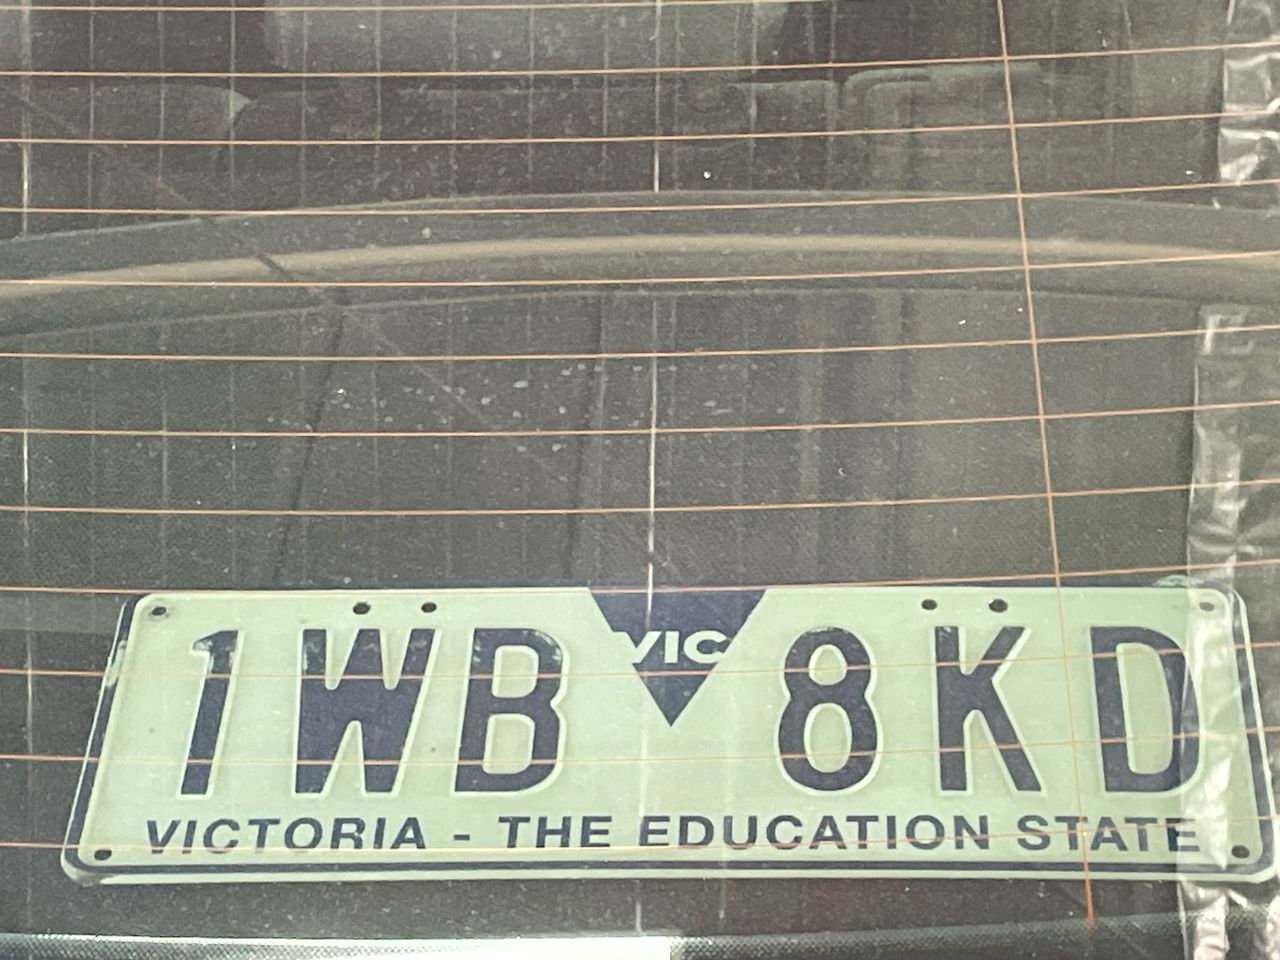 1WB VIC 8KD
VICTORIA - THE EDUCATION STATE